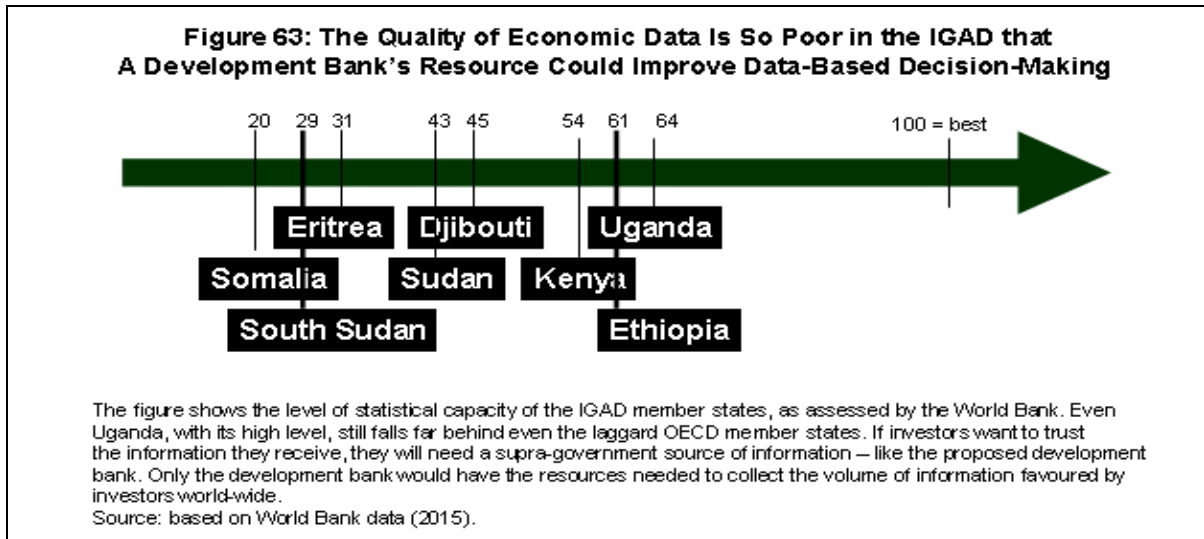 Figure 63: The Quality of Economic Data Is So Poor in the IGAD that
A Development Bank's Resource Could Improve Data-Based Decision-Making
20 29 31 43 45 54 61 64 100 = best
Eritrea Djibouti Uganda
Somalia Sudan Kenya
South Sudan Ethiopia
The figure shows the level of statistical capacity of the IGAD member states, as assessed by the World Bank. Even
Uganda, with its high level, still falls far behind even the laggard OECD member states. If investors want to trust
the information they receive, they will need a supra-government source of information – like the proposed development
bank. Only the development bank would have the resources needed to collect the volume of information favoured by
investors world-wide.
Source: based on World Bank data (2015).